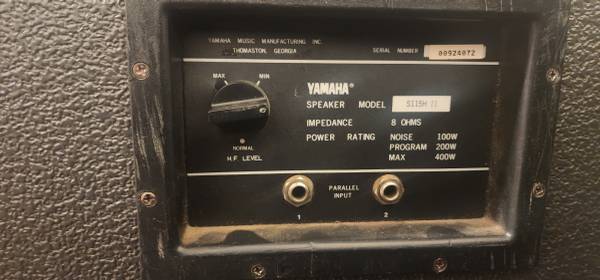 YAMAHA MUSIC MANUFACTURING INC.
THOMASTON, GEORGIA
SERIAL NUMBER 00924072
MAX MIN
NORMAL
H.F. LEVEL
YAMAHA®
SPEAKER MODEL S115H II
IMPEDANCE 8 OHMS
POWER RATING NOISE 100W
PROGRAM 200W
MAX 400W
PARALLEL
INPUT
1 2